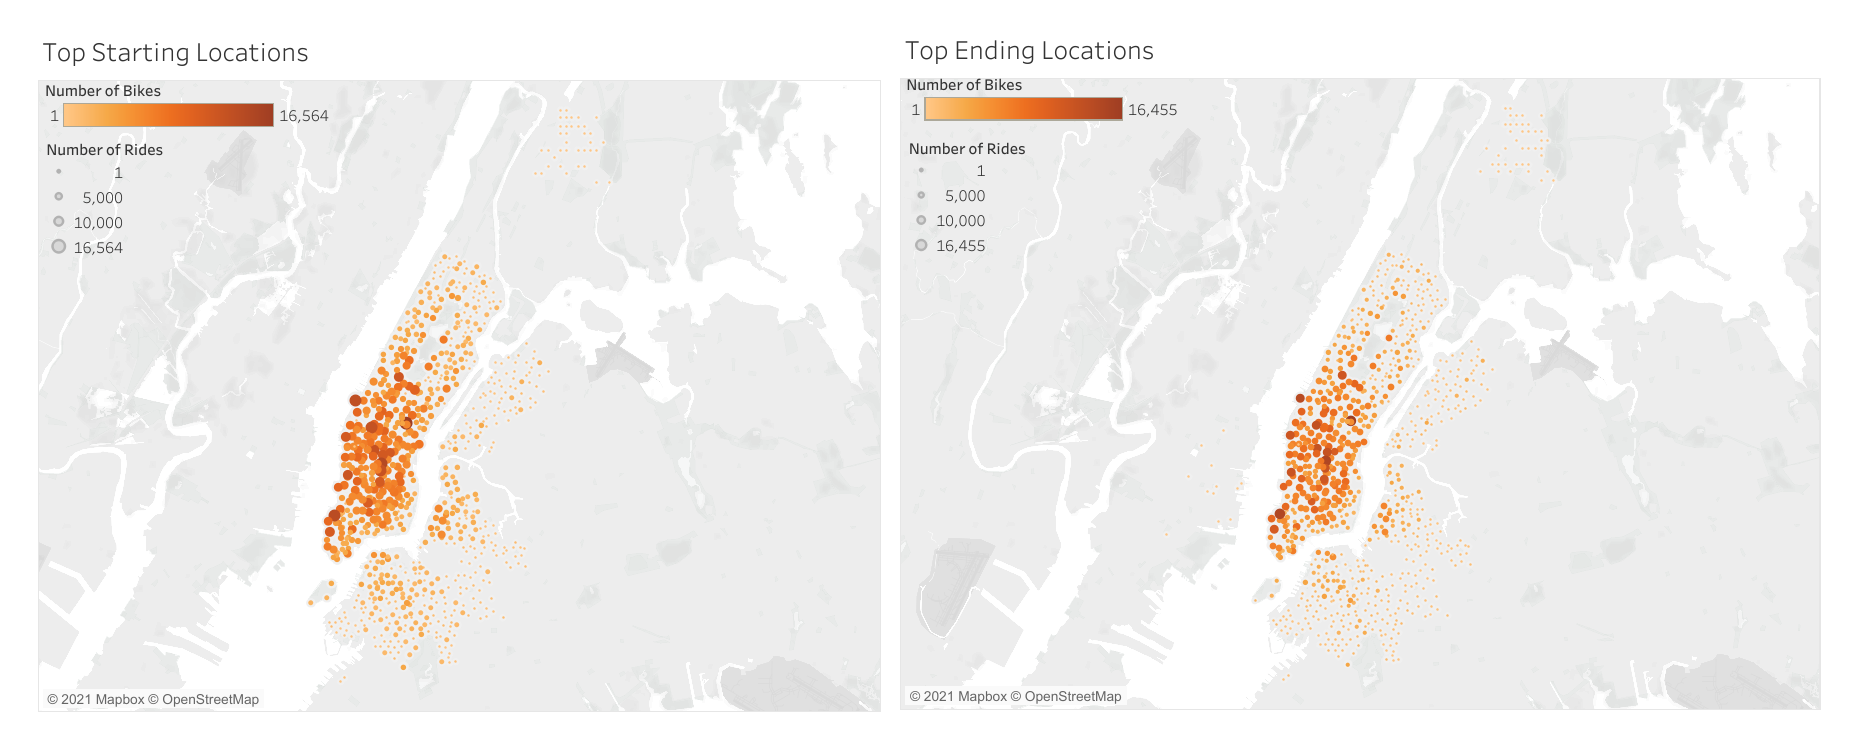 Top Starting Locations
Number of Bikes
1 16,564
Number of Rides
1
5,000
10,000
16,564
© 2021 Mapbox © OpenStreetMap
Top Ending Locations
Number of Bikes
1 16,455
Number of Rides
1
5,000
10,000
16,455
© 2021 Mapbox © OpenStreetMap